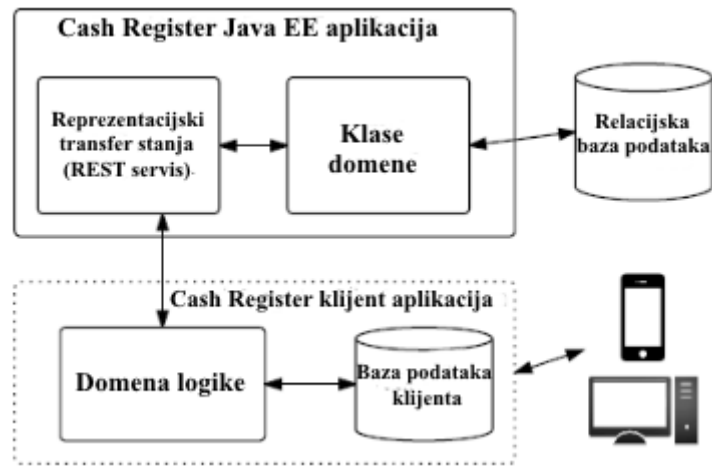 Cash Register Java EE aplikacija
Reprezentacijski
transfer stanja
(REST servis).
Klase
domene
Relacijska
baza podataka
Cash Register klijent aplikacija
Domena logike
Baza podataka
klijenta